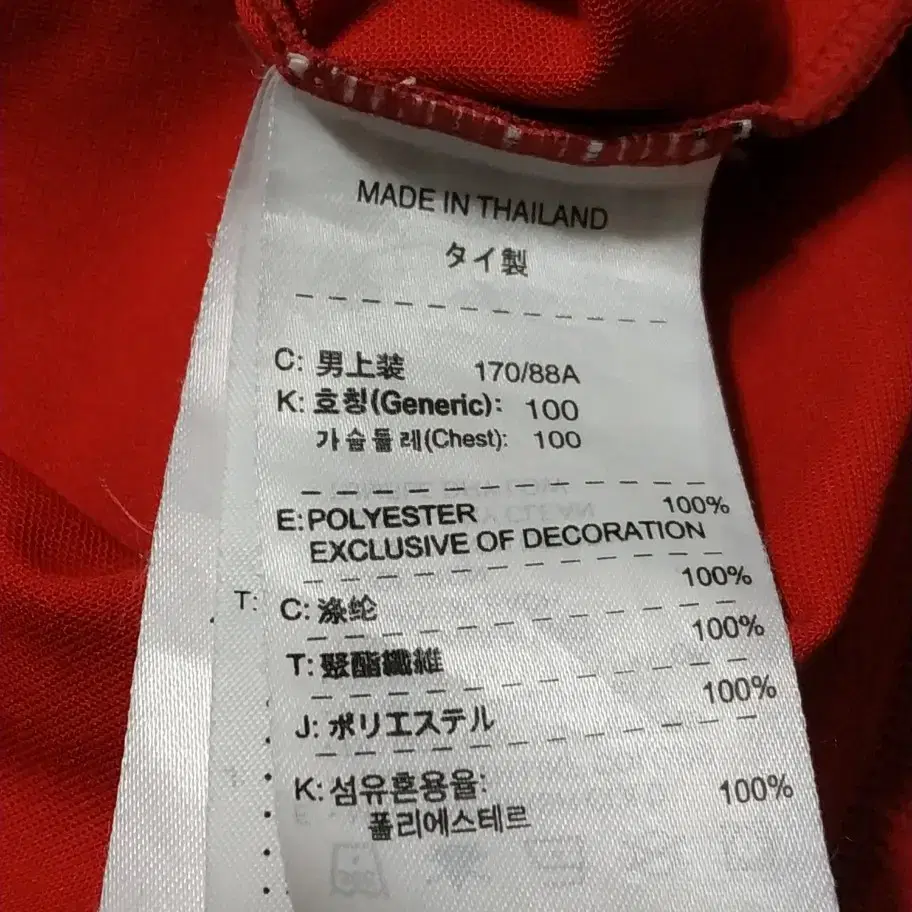 MADE IN THAILAND
タイ製
C: 男上装 170/88A
K: 호칭(Generic): 100
가슴둘레(Chest): 100
E: POLYESTER 100%
EXCLUSIVE OF DECORATION
C: 涤纶 100%
T: 聚酯纖維 100%
J: ポリエステル 100%
K: 섬유혼용율:
폴리에스테르 100%
T: